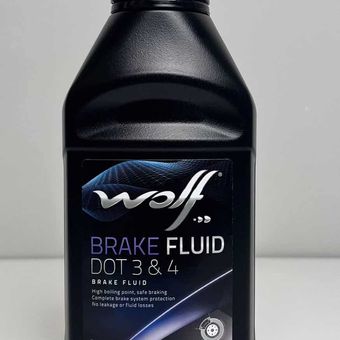 wolf
BRAKE FLUID
DOT 3 & 4
BRAKE FLUID
High boiling point, safe braking
Complete brake system protection
No leakage or fluid losses